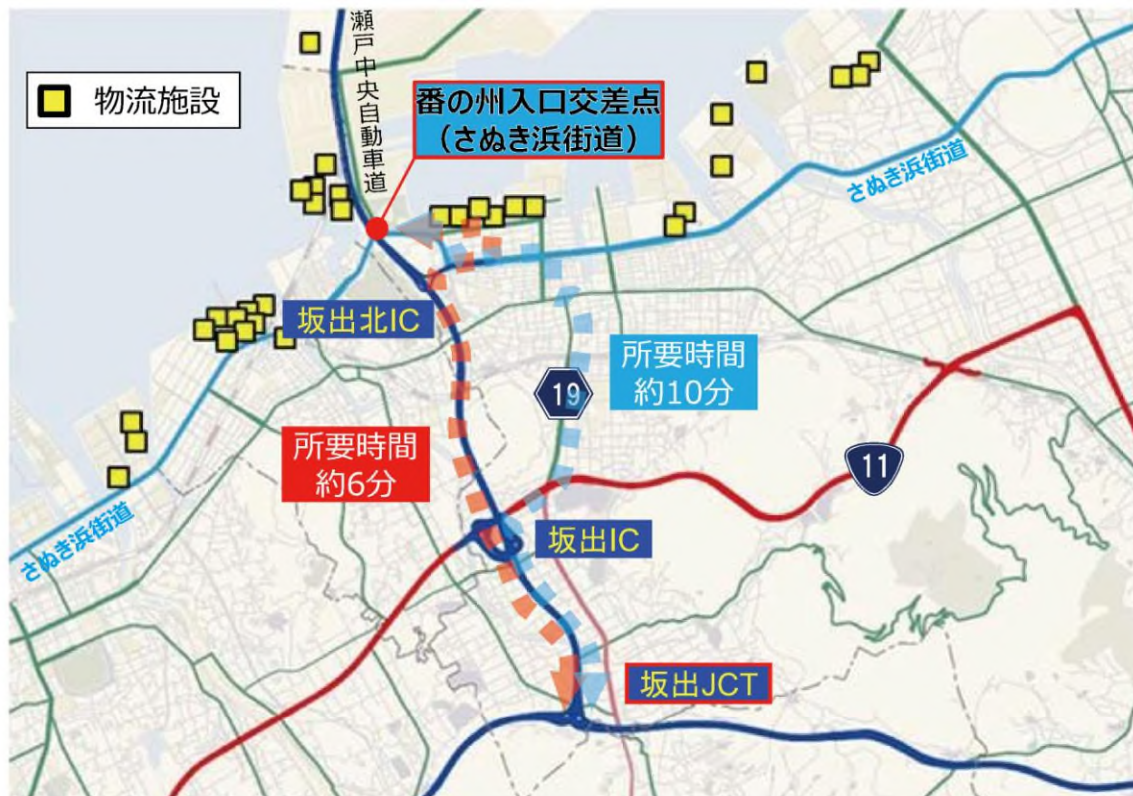 物流施設
瀬戸中央自動車道
番の州入口交差点
（さぬき浜街道）
さぬき浜街道
坂出北IC
所要時間
約10分
19
所要時間
約6分
11
さぬき浜街道
坂出IC
坂出JCT